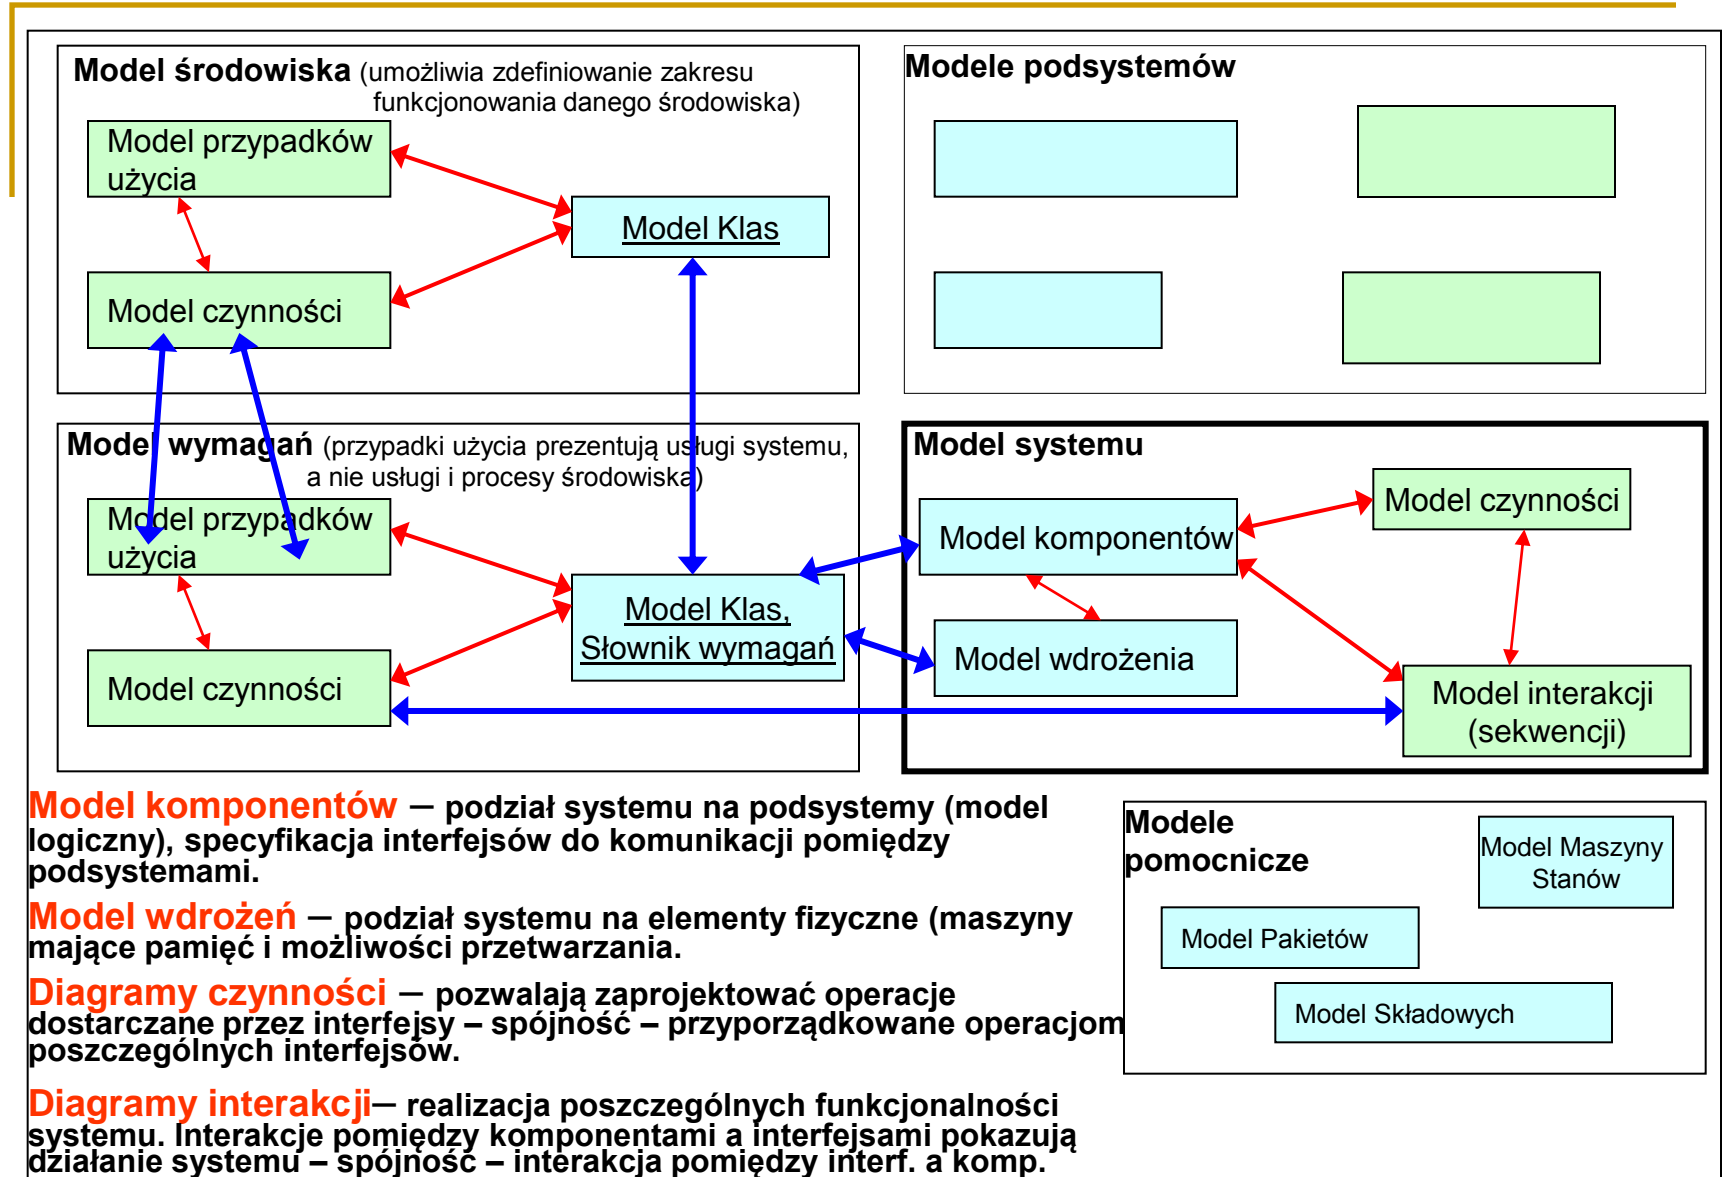 Model środowiska (umożliwia zdefiniowanie zakresu
funkcjonowania danego środowiska)
Model przypadków
użycia
Model Klas
Model czynności
Modele podsystemów
Model wymagań (przypadki użycia prezentują usługi systemu,
a nie usługi i procesy środowiska)
Model przypadków
użycia
Model Klas,
Słownik wymagań
Model czynności
Model systemu
Model czynności
Model komponentów
Model wdrożenia
Model interakcji
(sekwencji)
Model komponentów – podział systemu na podsystemy (model
logiczny), specyfikacja interfejsów do komunikacji pomiędzy
podsystemami.
Model wdrożeń – podział systemu na elementy fizyczne (maszyny
mające pamięć i możliwości przetwarzania.
Diagramy czynności – pozwalają zaprojektować operacje
dostarczane przez interfejsy – spójność – przyporządkowane operacjom
poszczególnych interfejsów.
Diagramy interakcji– realizacja poszczególnych funkcjonalności
systemu. Interakcje pomiędzy komponentami a interfejsami pokazują
działanie systemu – spójność – interakcja pomiędzy interf. a komp.
Modele
pomocnicze
Model Maszyny
Stanów
Model Pakietów
Model Składowych